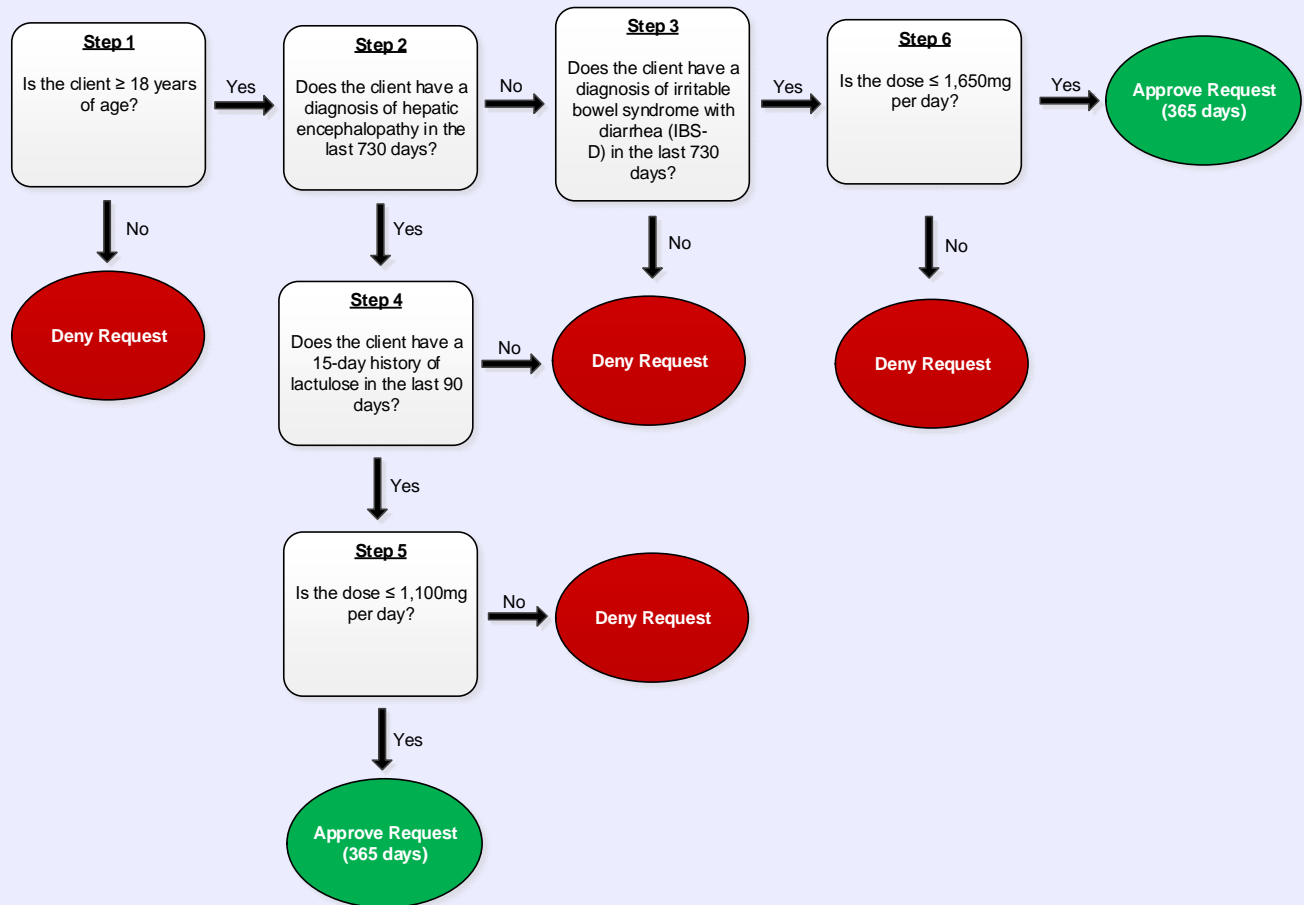 Step 1
Is the client ≥ 18 years
of age?
Yes
No
Deny Request
Step 2
Does the client have a
diagnosis of hepatic
encephalopathy in the
last 730 days?
No
Yes
Step 3
Does the client have a
diagnosis of irritable
bowel syndrome with
diarrhea (IBS-
D) in the last 730
days?
Yes
No
Deny Request
Step 6
Is the dose ≤ 1,650mg
per day?
Yes
Approve Request
(365 days)
No
Deny Request
Step 4
Does the client have a
15-day history of
lactulose in the last 90
days?
No
Yes
Step 5
Is the dose ≤ 1,100mg
per day?
No
Deny Request
Yes
Approve Request
(365 days)